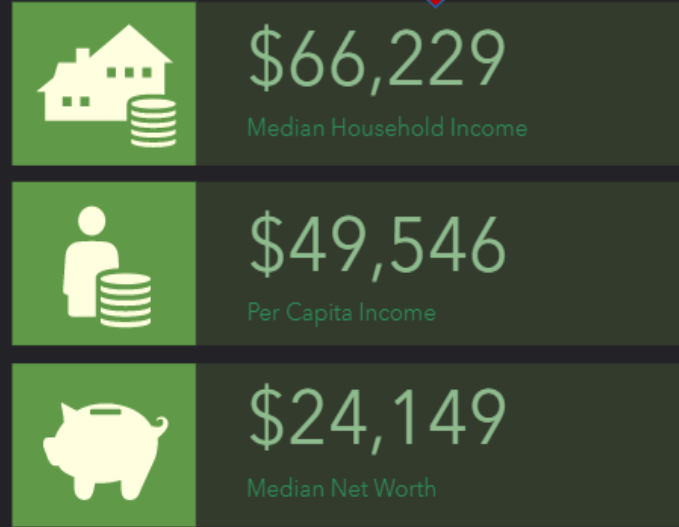 $66,229
Median Household Income
$49,546
Per Capita Income
$24,149
Median Net Worth